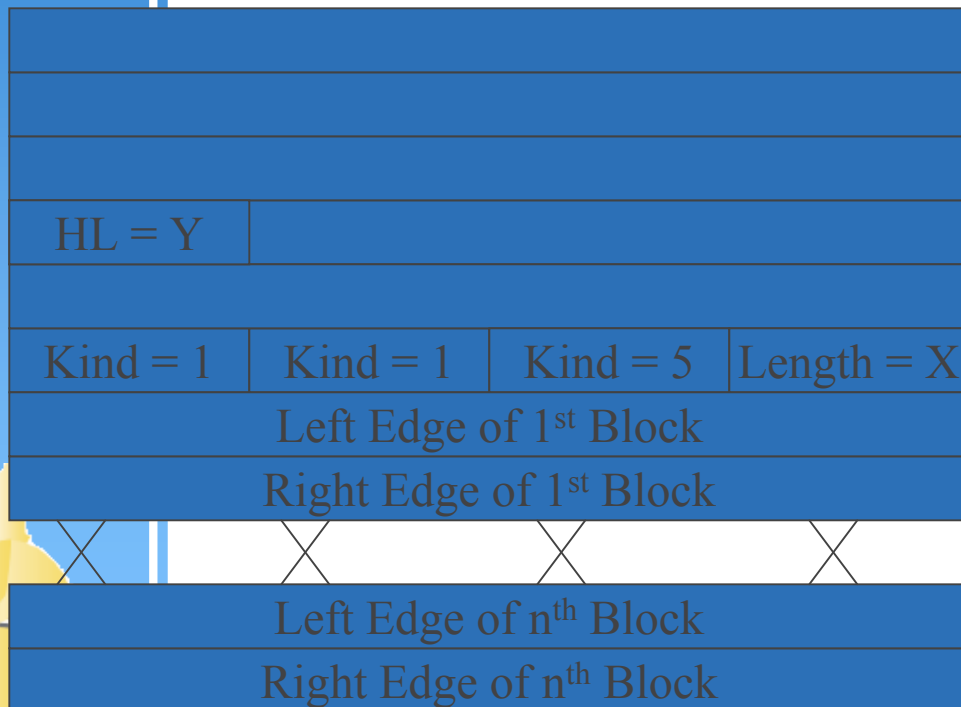 HL = Y
Kind = 1 Kind = 1 Kind = 5 Length = X
Left Edge of 1st Block
Right Edge of 1st Block
Left Edge of nth Block
Right Edge of nth Block